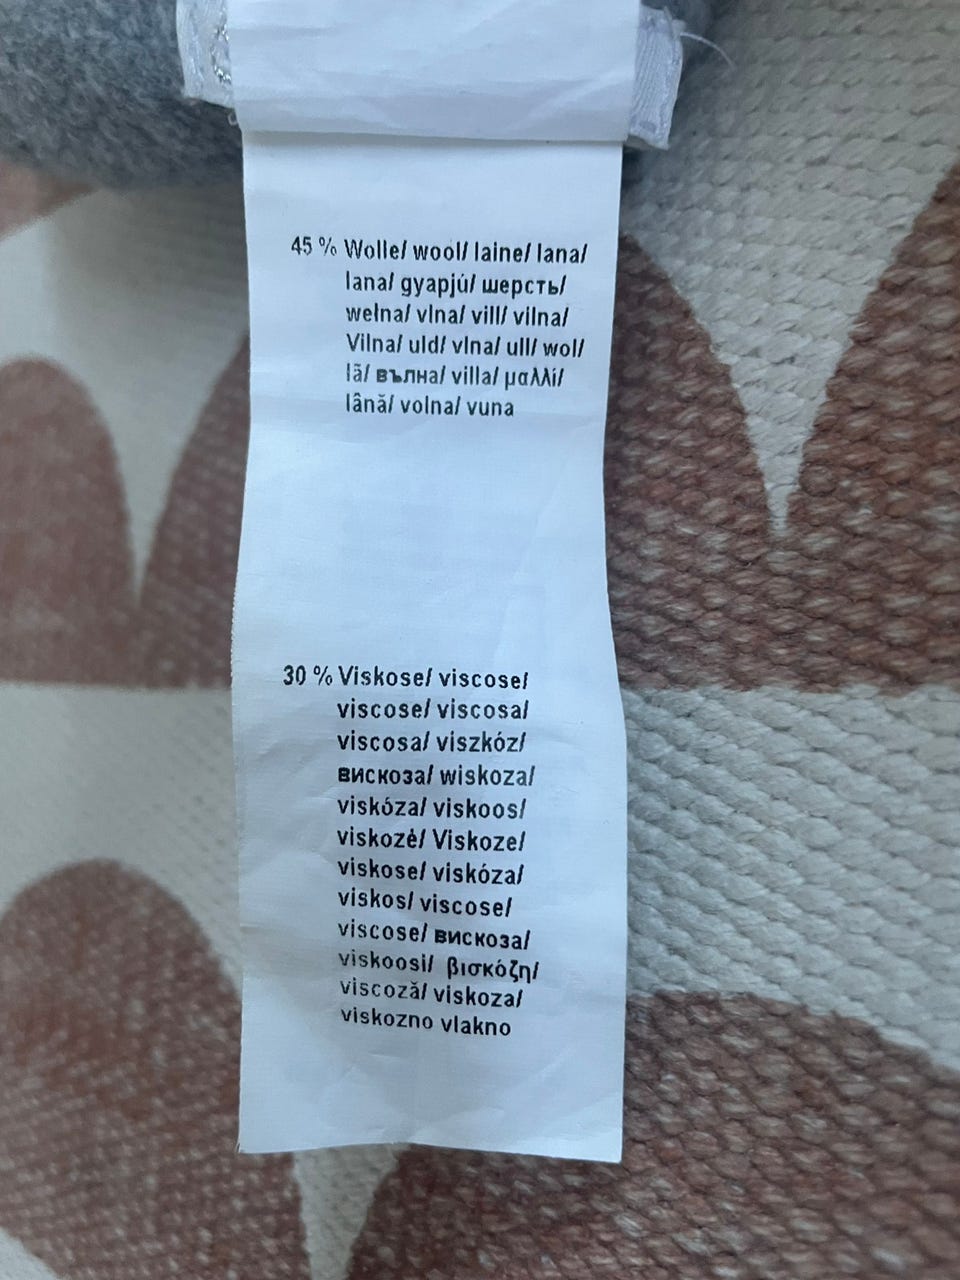 45 % Wolle/ wool/ laine/ lana/
lana/ gyapjú/ шерсть/
wełna/ vlna/ vill/ vilna/
Vilna/ uld/ vlna/ ull/ wol/
lã/ вълна/ villa/ μαλλί/
lână/ volna/ vuna
30 % Viskose/ viscose/
viscose/ viscosa/
viscosa/ viszkóz/
вискоза/ wiskoza/
viskóza/ viskoos/
viskozė/ Viskoze/
viskose/ viskóza/
viskos/ viscose/
viscose/ вискоза/
viskoosi/ βισκόζη/
viscoză/ viskoza/
viskozno vlakno